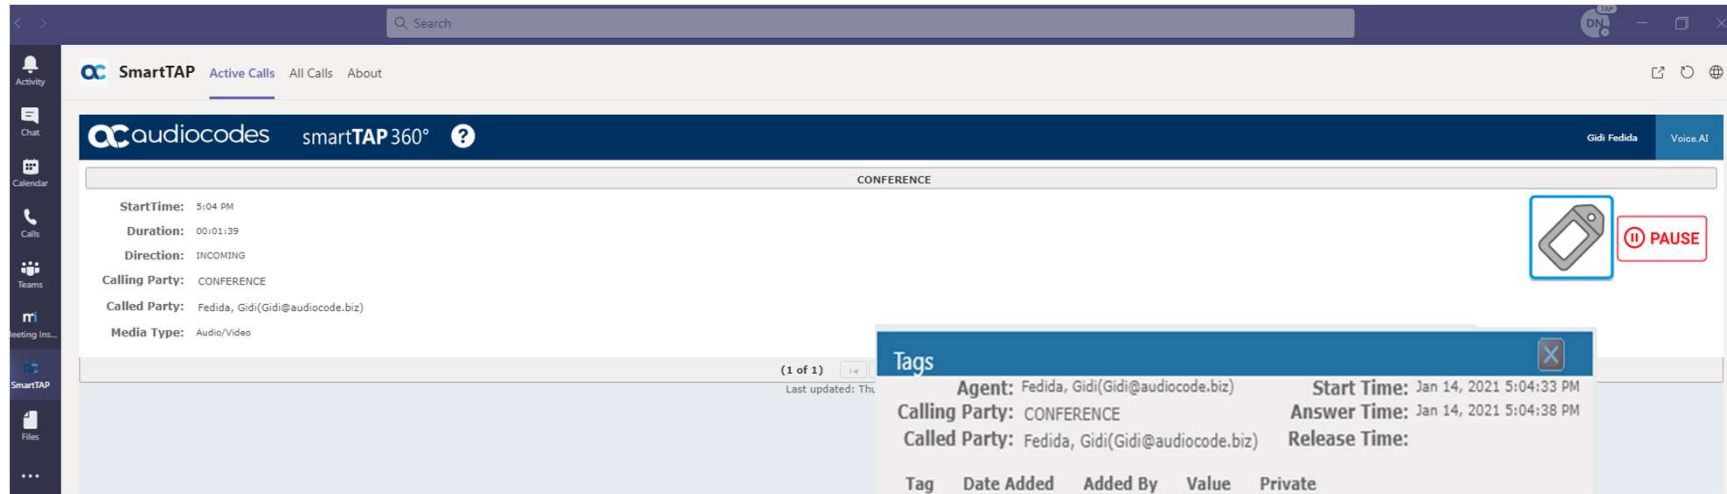 Search
TAP
DN
Activity
Chat
Calendar
Calls
Teams
mi
eeting Ins...
SmartTAP
Files
...
SmartTAP Active Calls All Calls About
audiocodes smartTAP 360° ?
Gidi Fedida Voice.AI
CONFERENCE
StartTime: 5:04 PM
Duration: 00:01:39
Direction: INCOMING
Calling Party: CONFERENCE
Called Party: Fedida, Gidi(Gidi@audiocode.biz)
Media Type: Audio/Video
PAUSE
(1 of 1)
Last updated: Thu
Tags X
Agent: Fedida, Gidi(Gidi@audiocode.biz) Start Time: Jan 14, 2021 5:04:33 PM
Calling Party: CONFERENCE Answer Time: Jan 14, 2021 5:04:38 PM
Called Party: Fedida, Gidi(Gidi@audiocode.biz) Release Time:
Tag Date Added Added By Value Private